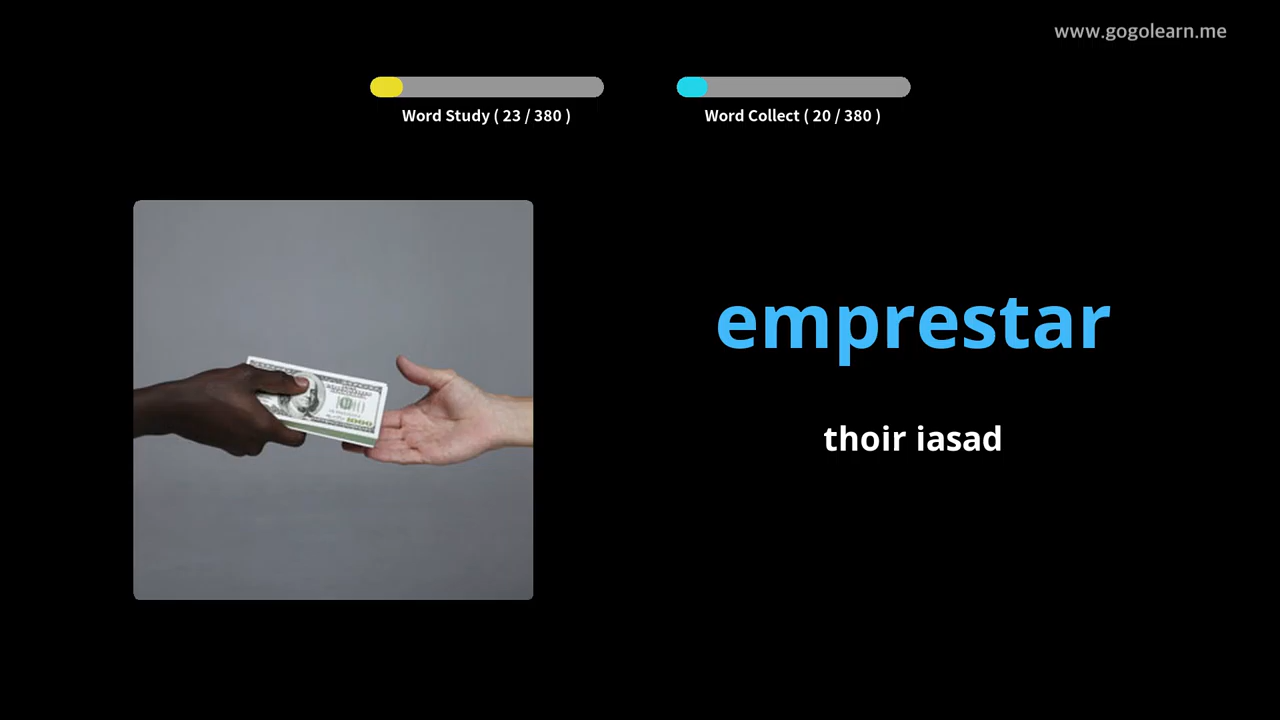 www.gogolearn.me
Word Study ( 23 / 380 )
Word Collect ( 20 / 380 )
emprestar
thoir iasad